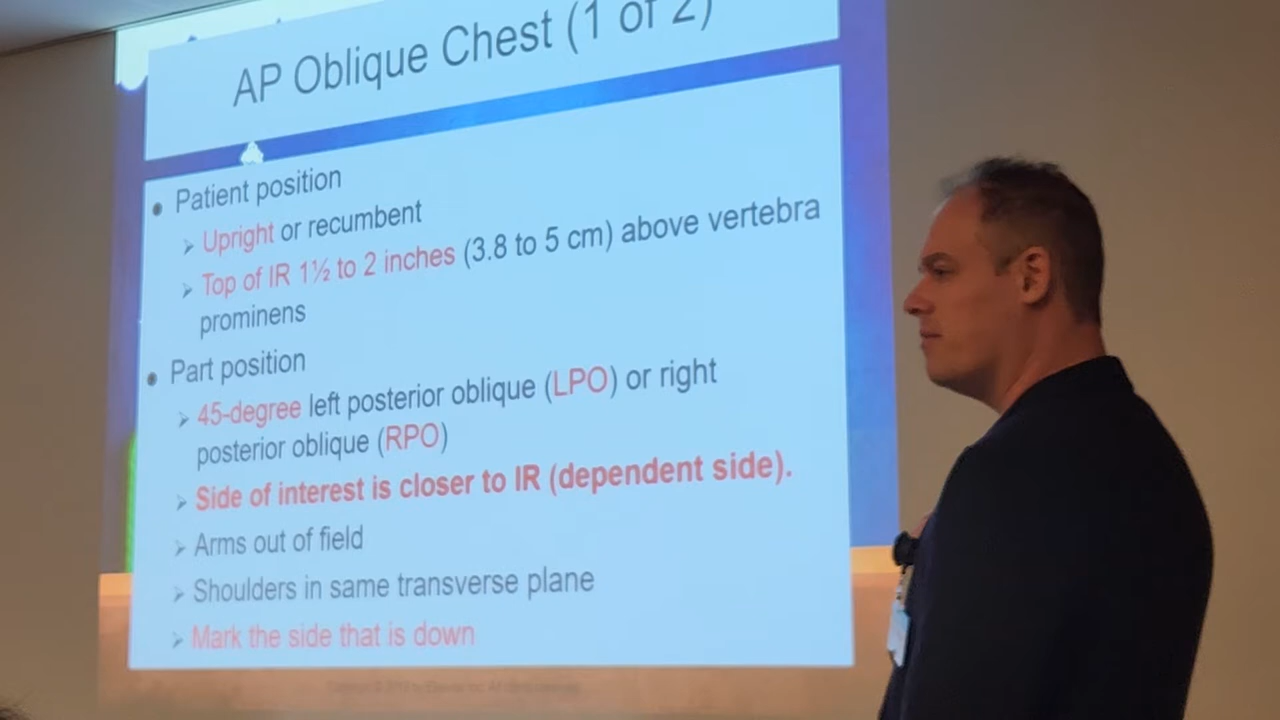 AP Oblique Chest (1 of 2)
• Patient position
➢ Upright or recumbent
➢ Top of IR 1½ to 2 inches (3.8 to 5 cm) above vertebra
prominens
• Part position
➢ 45-degree left posterior oblique (LPO) or right
posterior oblique (RPO)
➢ Side of interest is closer to IR (dependent side).
➢ Arms out of field
➢ Shoulders in same transverse plane
➢ Mark the side that is down